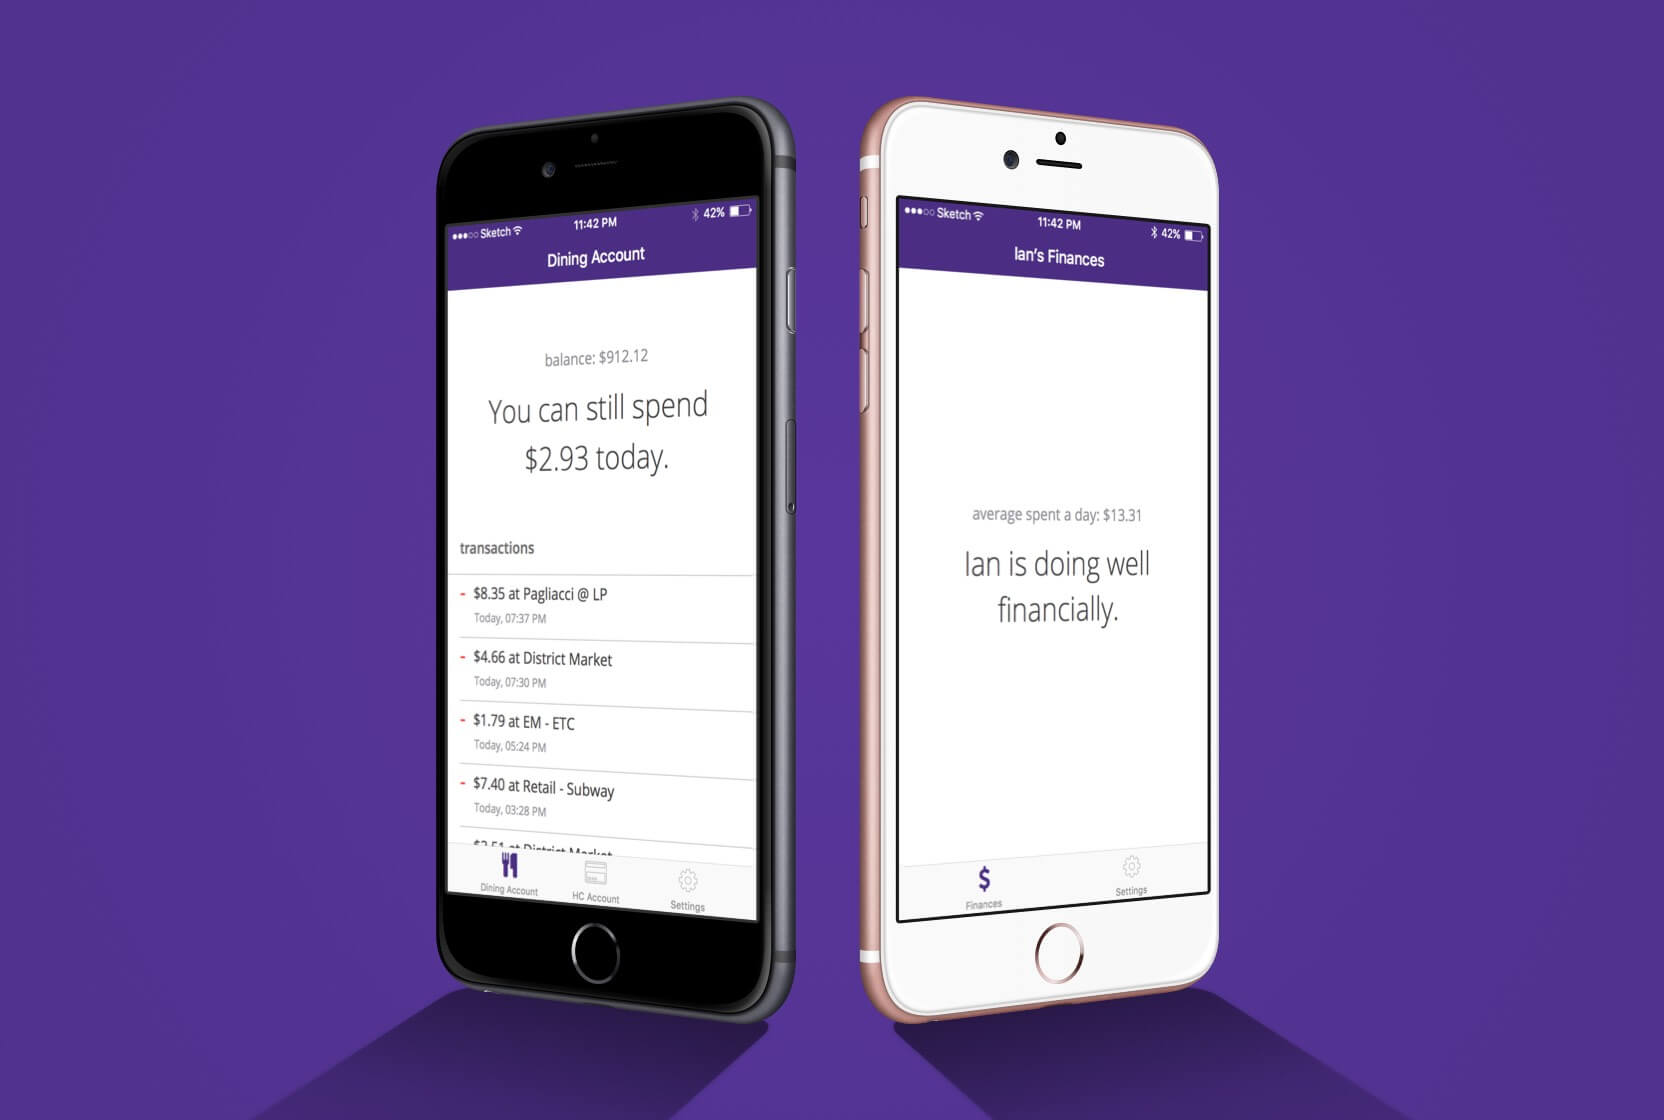 Sketch
11:42 PM
42%
Dining Account
balance: $912.12
You can still spend
$2.93 today.
transactions
- $8.35 at Pagliacci @ LP
Today, 07:37 PM
- $4.66 at District Market
Today, 07:30 PM
- $1.79 at EM - ETC
Today, 05:24 PM
- $7.40 at Retail - Subway
Today, 03:28 PM
at District Market
Dining Account
HC Account
Settings
Sketch
11:42 PM
42%
Ian's Finances
average spent a day: $13.31
Ian is doing well
financially.
$
Finances
Settings